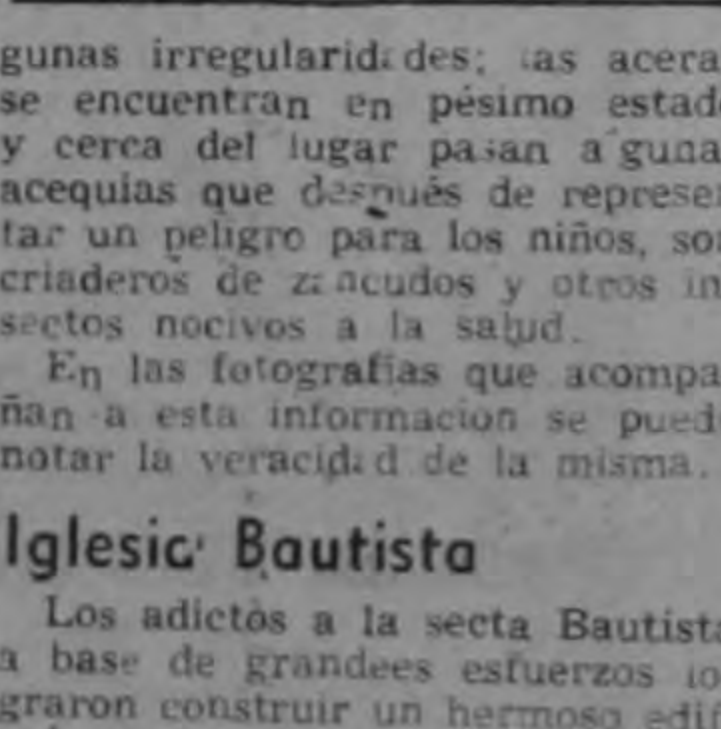 gunas irregularidades; las acera
se encuentran en pésimo estad
y cerca del lugar pasan a guna
acequias que después de represe
tar un peligro para los niños, so
criaderos de zancudos y otros in
sectos nocivos a la salud.
En las fotografías que acompa
ñan a esta información se pued
notar la veracidad de la misma.
Iglesia Bautista
Los adictos a la secta Bautista
a base de grandees esfuerzos lo
graron construir un hermoso edif